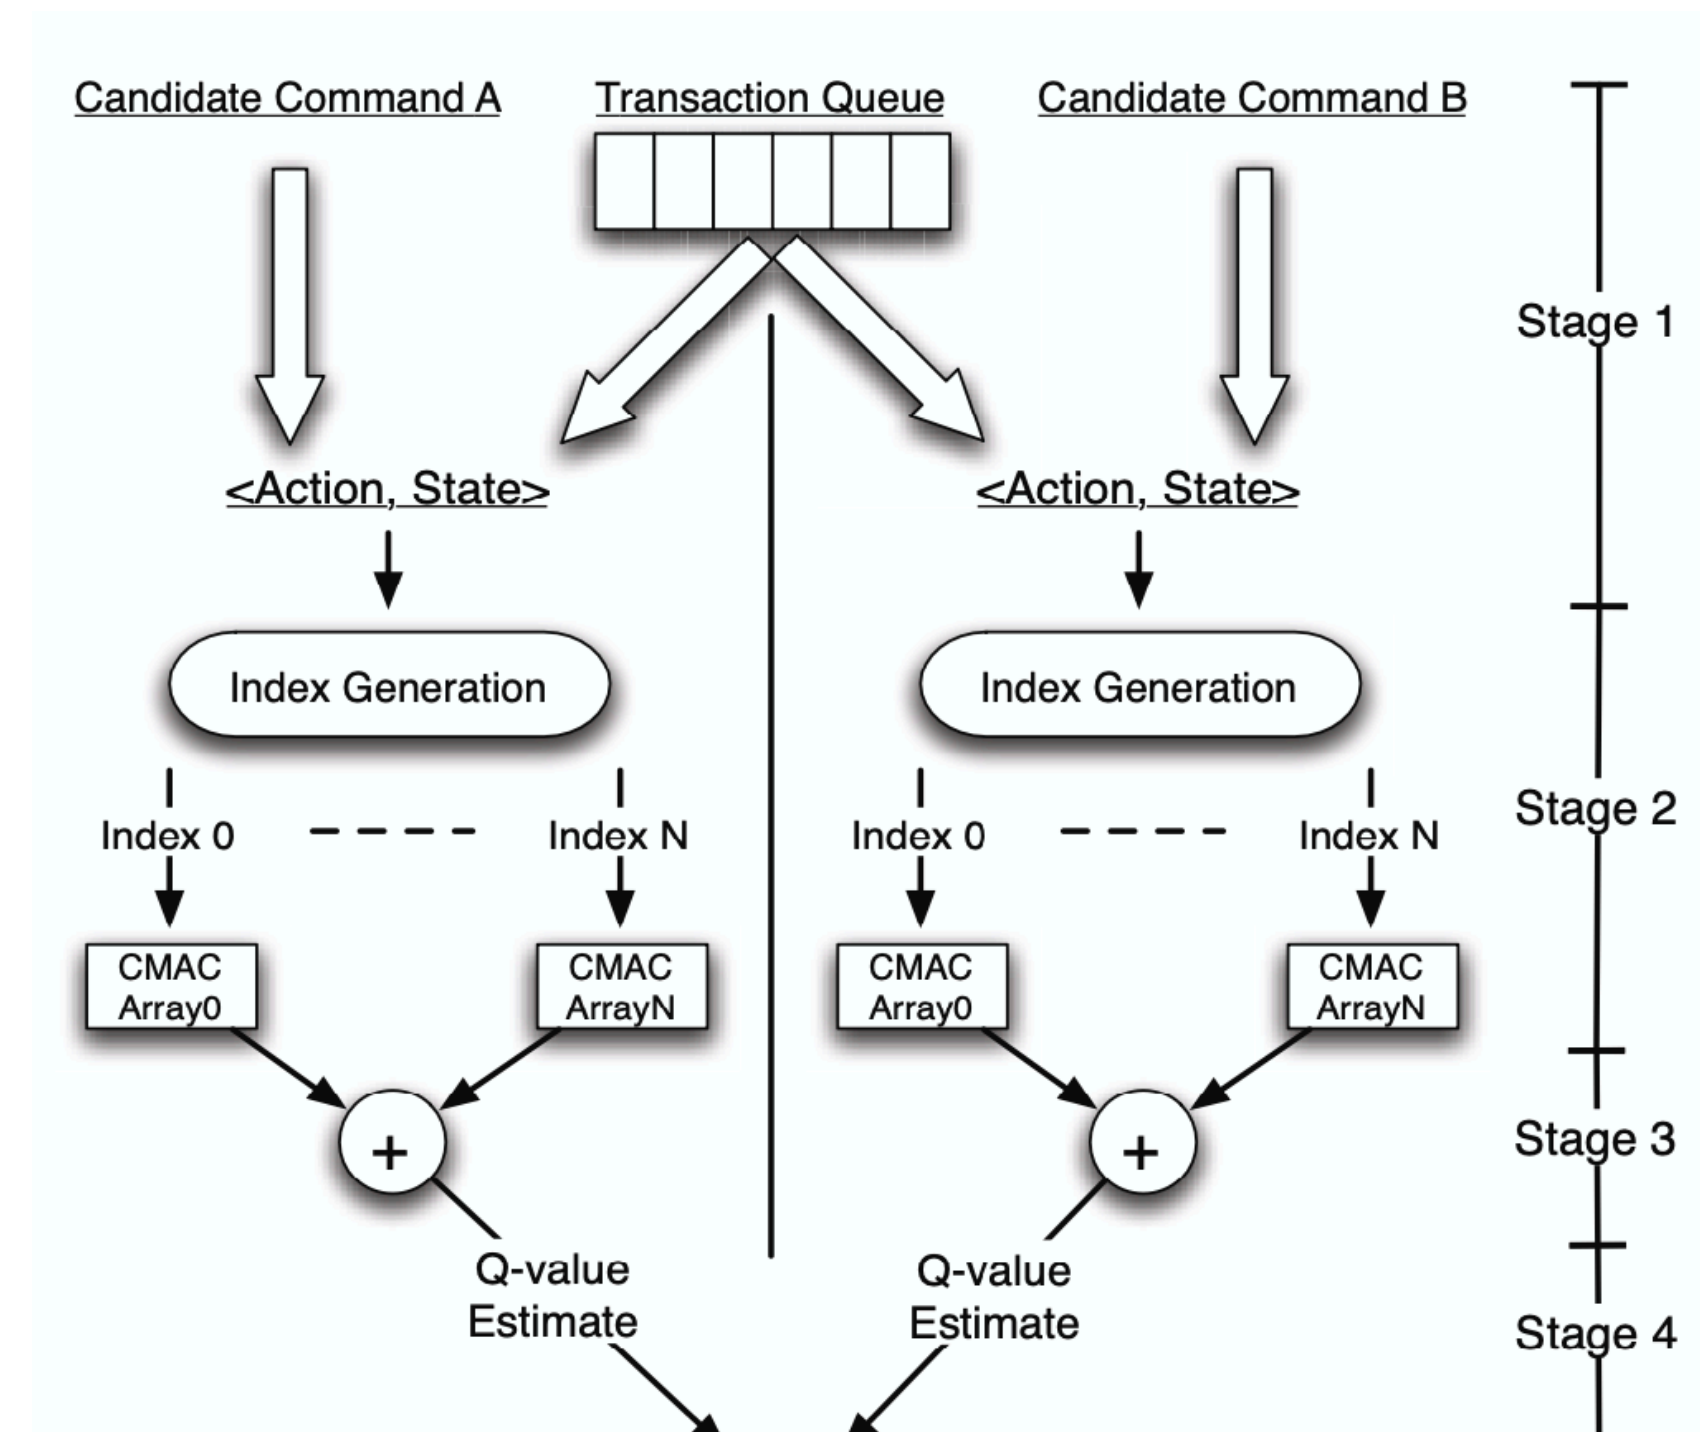 Candidate Command A
Transaction Queue
Candidate Command B
Stage 1
<Action, State>
<Action, State>
Index Generation
Index Generation
Stage 2
Index 0
Index N
Index 0
Index N
CMAC
Array0
CMAC
ArrayN
CMAC
Array0
CMAC
ArrayN
+
+
Stage 3
Q-value
Estimate
Q-value
Estimate
Stage 4